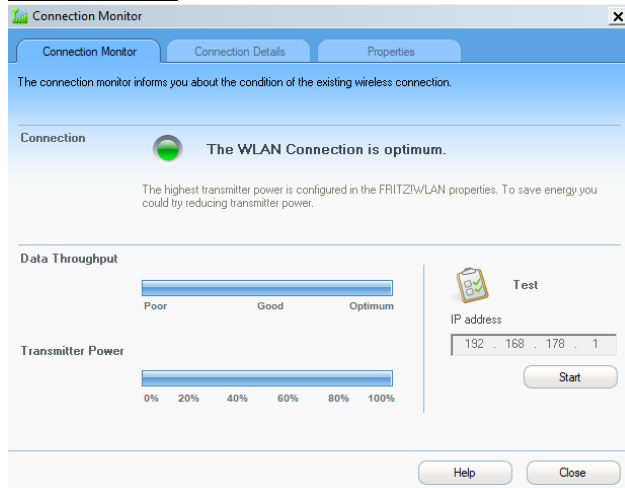 Connection Monitor
Connection Monitor Connection Details Properties
The connection monitor informs you about the condition of the existing wireless connection.
Connection
The WLAN Connection is optimum.
The highest transmitter power is configured in the FRITZ!WLAN properties. To save energy you
could try reducing transmitter power.
Data Throughput
Poor Good Optimum
Transmitter Power
0% 20% 40% 60% 80% 100%
Test
IP address
192 . 168 . 178 . 1
Start
Help Close